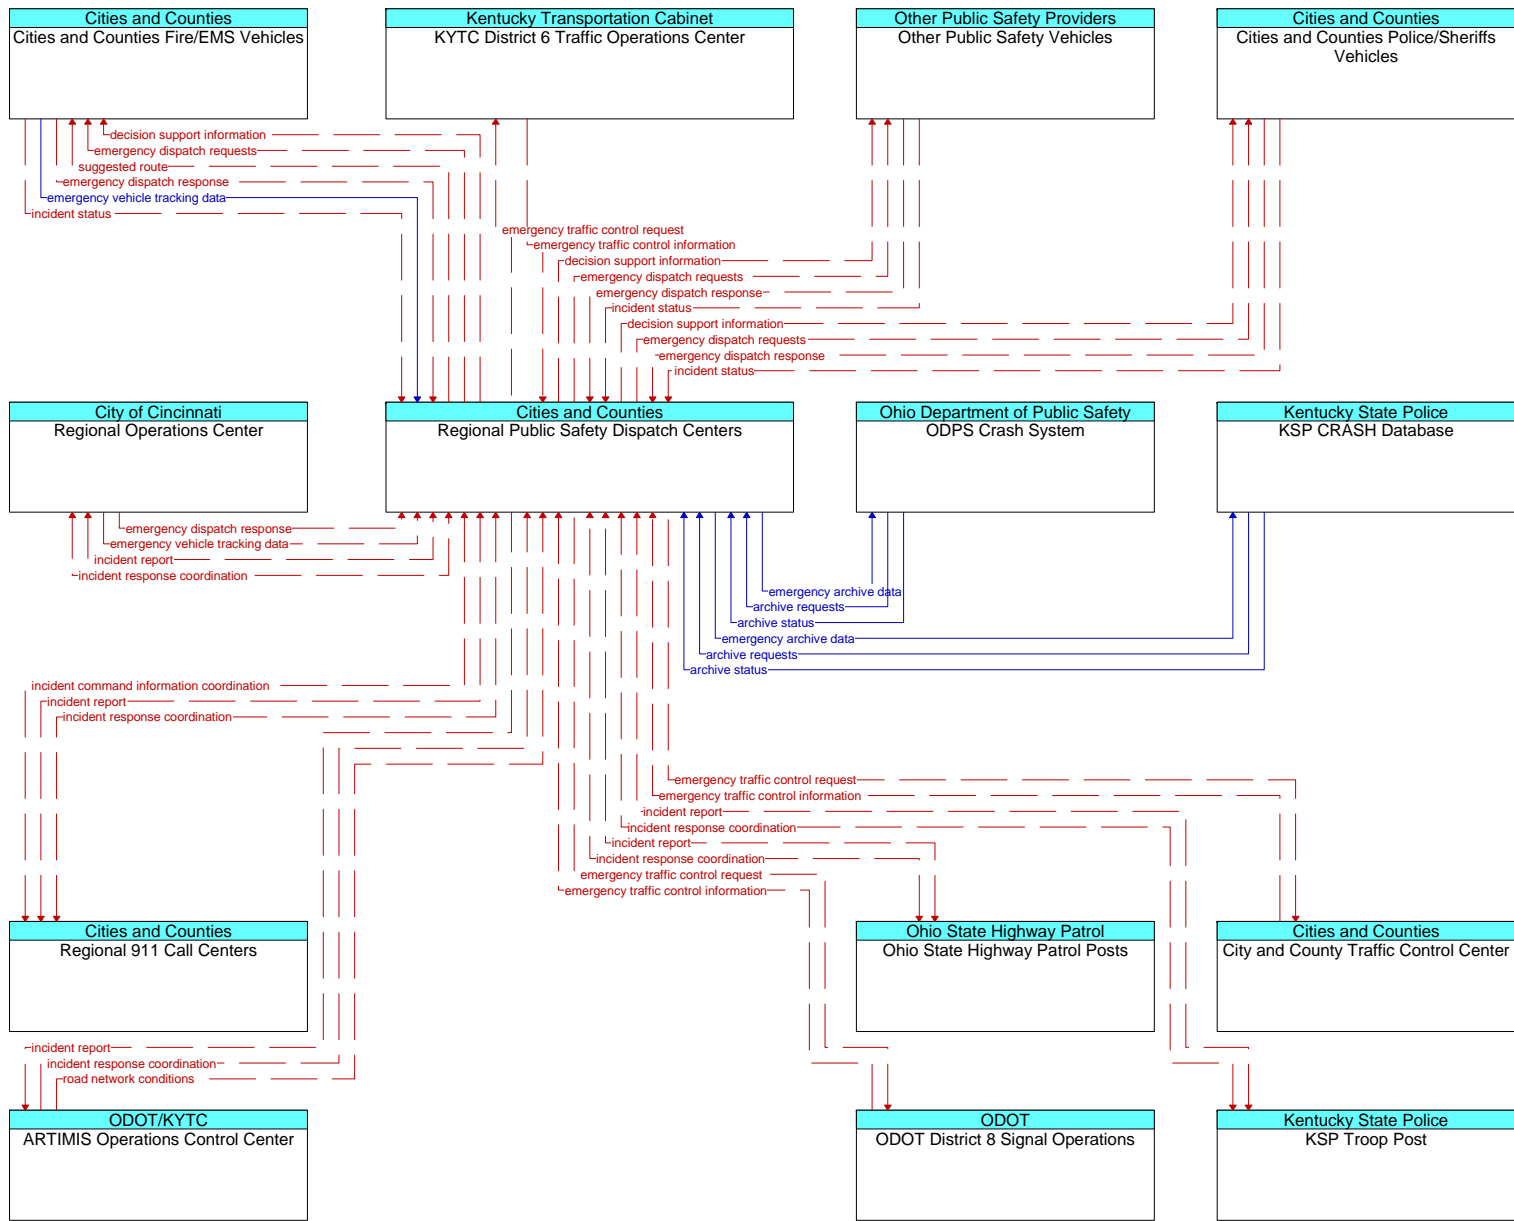 Cities and Counties
Cities and Counties Fire/EMS Vehicles
Kentucky Transportation Cabinet
KYTC District 6 Traffic Operations Center
Other Public Safety Providers
Other Public Safety Vehicles
Cities and Counties
Cities and Counties Police/Sheriffs
Vehicles
decision support information
emergency dispatch requests
suggested route
emergency dispatch response
emergency vehicle tracking data
incident status
emergency traffic control request
emergency traffic control information
decision support information
emergency dispatch requests
emergency dispatch response
incident status
decision support information
emergency dispatch requests
emergency dispatch response
incident status
City of Cincinnati
Regional Operations Center
Cities and Counties
Regional Public Safety Dispatch Centers
Ohio Department of Public Safety
ODPS Crash System
Kentucky State Police
KSP CRASH Database
emergency dispatch response
emergency vehicle tracking data
incident report
incident response coordination
emergency archive data
archive requests
archive status
emergency archive data
archive requests
archive status
incident command information coordination
incident report
incident response coordination
emergency traffic control request
emergency traffic control information
incident report
incident response coordination
incident report
incident response coordination
emergency traffic control request
emergency traffic control information
Cities and Counties
Regional 911 Call Centers
Ohio State Highway Patrol
Ohio State Highway Patrol Posts
Cities and Counties
City and County Traffic Control Center
incident report
incident response coordination
road network conditions
ODOT/KYTC
ARTIMIS Operations Control Center
ODOT
ODOT District 8 Signal Operations
Kentucky State Police
KSP Troop Post